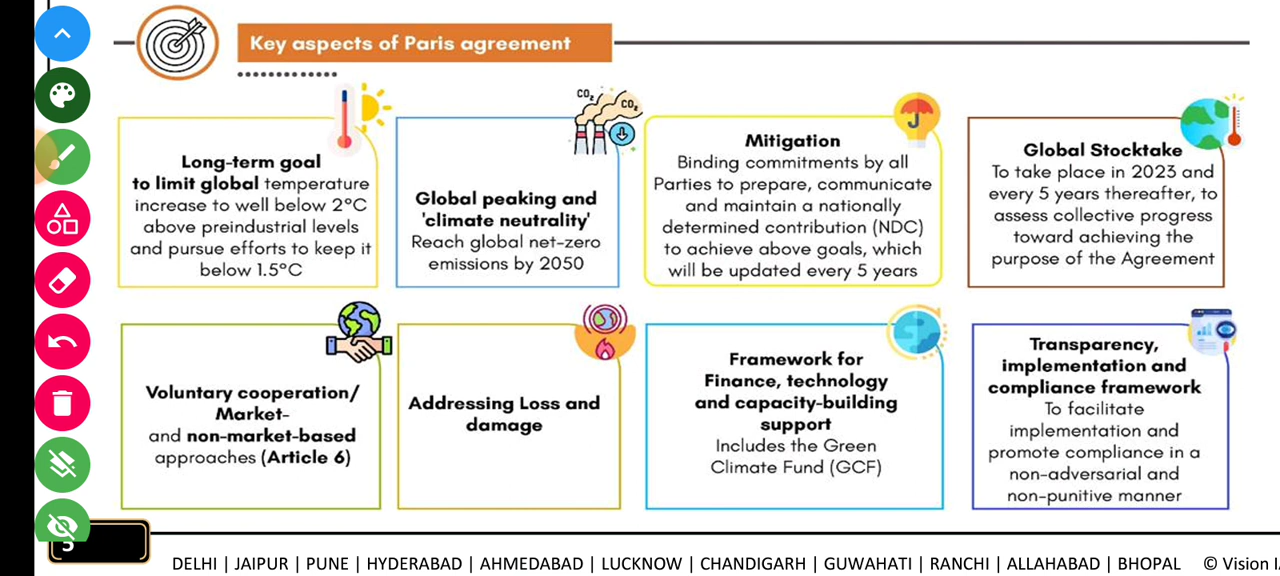 Key aspects of Paris agreement
Long-term goal
to limit global temperature
increase to well below 2°C
above preindustrial levels
and pursue efforts to keep it
below 1.5°C
CO₂
CO₂
Global peaking and
'climate neutrality'
Reach global net-zero
emissions by 2050
Mitigation
Binding commitments by all
Parties to prepare, communicate
and maintain a nationally
determined contribution (NDC)
to achieve above goals, which
will be updated every 5 years
Global Stocktake
To take place in 2023 and
every 5 years thereafter, to
assess collective progress
toward achieving the
purpose of the Agreement
Voluntary cooperation/
Market-
and non-market-based
approaches (Article 6)
Addressing Loss and
damage
Framework for
Finance, technology
and capacity-building
support
Includes the Green
Climate Fund (GCF)
Transparency,
implementation and
compliance framework
To facilitate
implementation and
promote compliance in a
non-adversarial and
non-punitive manner
DELHI | JAIPUR | PUNE | HYDERABAD | AHMEDABAD | LUCKNOW | CHANDIGARH | GUWAHATI | RANCHI | ALLAHABAD | BHOPAL © Vision